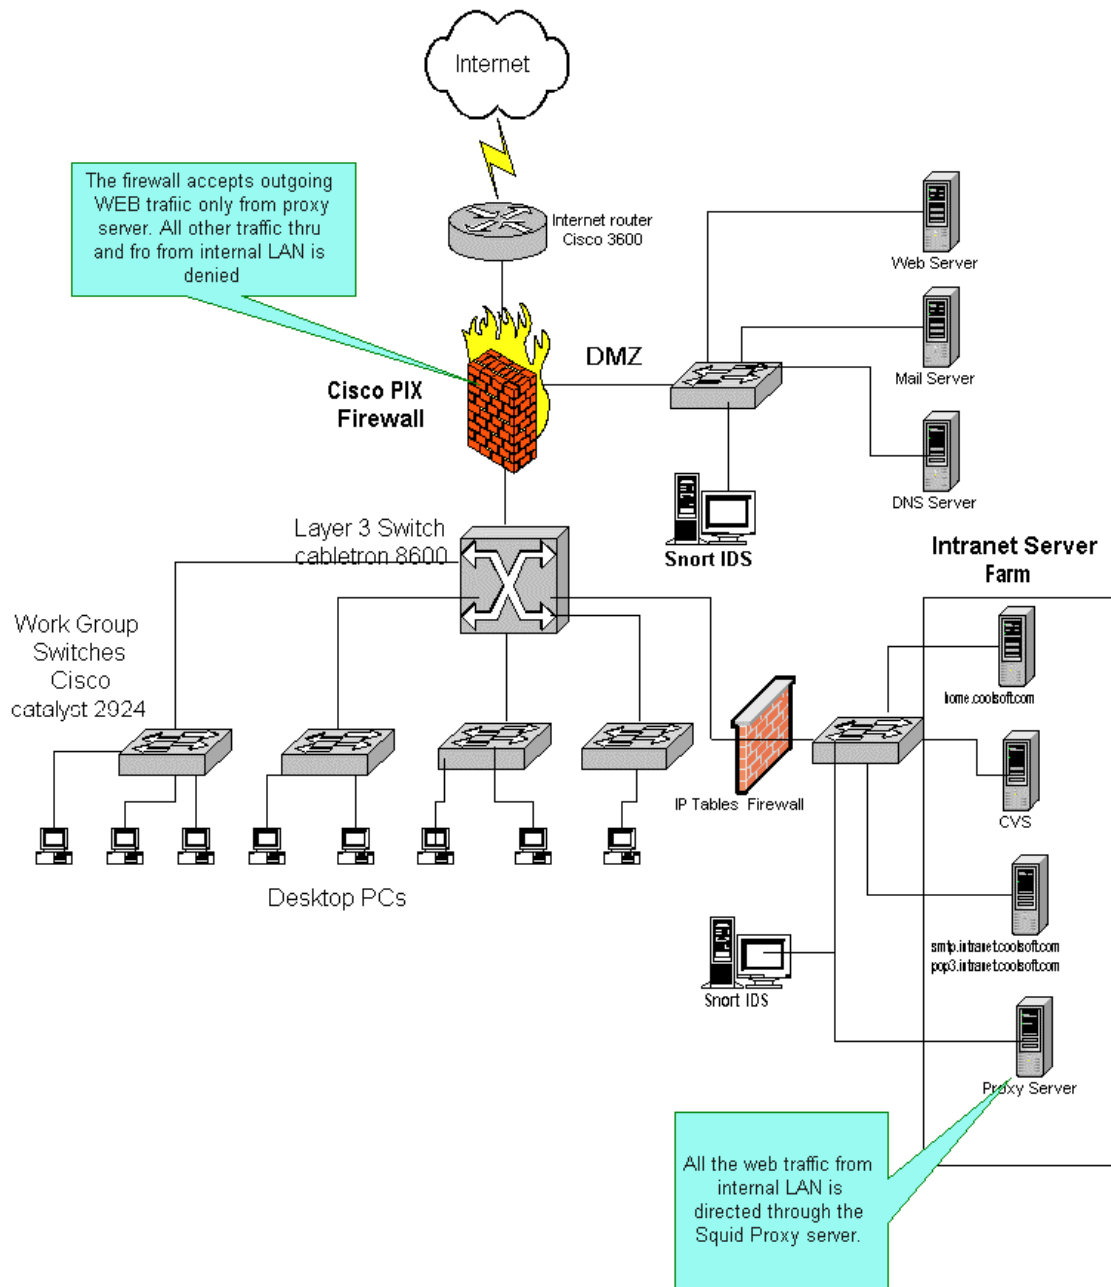 Internet
The firewall accepts outgoing
WEB trafiic only from proxy
server. All other traffic thru
and fro from internal LAN is
denied
Internet router
Cisco 3600
Web Server
DMZ
Mail Server
Cisco PIX
Firewall
DNS Server
Layer 3 Switch
cabletron 8600
Snort IDS
Intranet Server
Farm
Work Group
Switches
Cisco
catalyst 2924
home.coolsoft.com
IP Tables Firewall
CVS
Desktop PCs
smtp.intranet.coolsoft.com
pop3.intranet.coolsoft.com
Snort IDS
Proxy Server
All the web traffic from
internal LAN is
directed through the
Squid Proxy server.